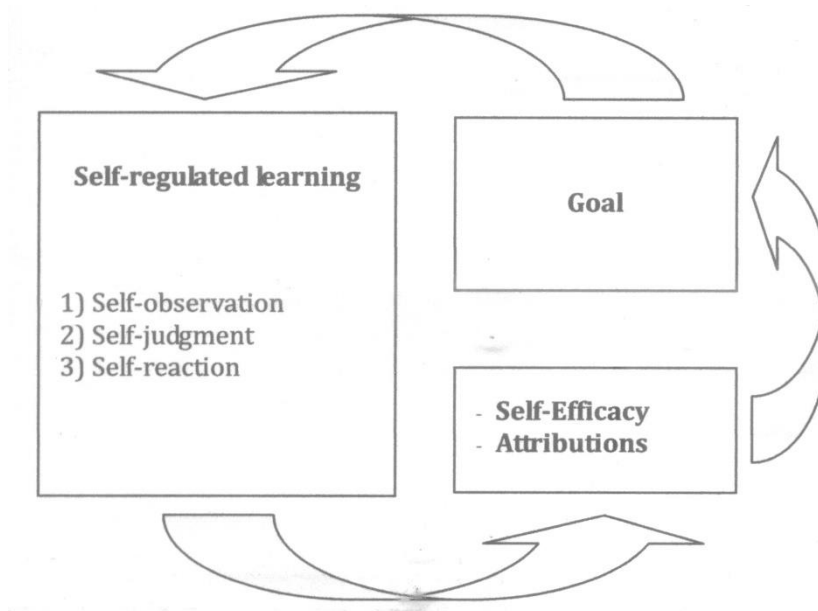 Self-regulated learning
1) Self-observation
2) Self-judgment
3) Self-reaction
Goal
- Self-Efficacy
- Attributions